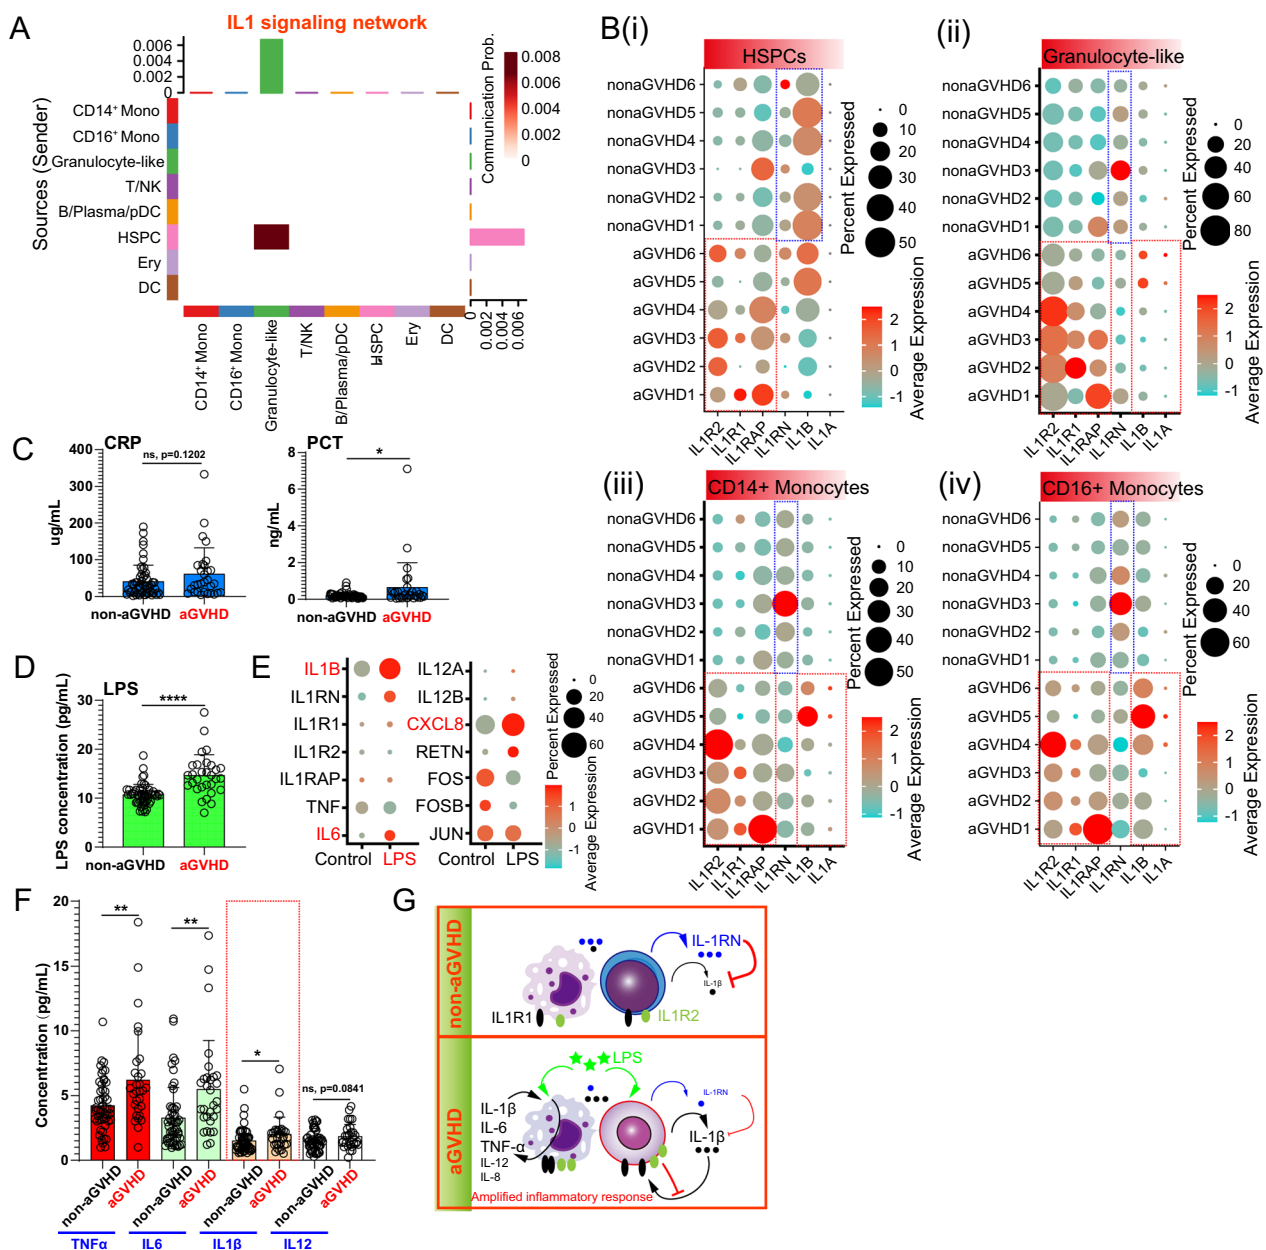 A
IL1 signaling network
0.006
0.004
0.002
0
Communication Prob.
0.008
0.006
0.004
0.002
0
Sources (Sender)
CD14+ Mono
CD16+ Mono
Granulocyte-like
T/NK
B/Plasma/pDC
HSPC
Ery
DC
0
0.002
0.004
0.006
CD14+ Mono
CD16+ Mono
Granulocyte-like
T/NK
B/Plasma/pDC
HSPC
Ery
DC
B(i)
HSPCs
nonaGVHD6
nonaGVHD5
nonaGVHD4
nonaGVHD3
nonaGVHD2
nonaGVHD1
aGVHD6
aGVHD5
aGVHD4
aGVHD3
aGVHD2
aGVHD1
IL1R2
IL1R1
IL1RAP
IL1RN
IL1B
IL1A
Percent Expressed
0
10
20
30
40
50
Average Expression
2
1
0
-1
(ii)
Granulocyte-like
nonaGVHD6
nonaGVHD5
nonaGVHD4
nonaGVHD3
nonaGVHD2
nonaGVHD1
aGVHD6
aGVHD5
aGVHD4
aGVHD3
aGVHD2
aGVHD1
IL1R2
IL1R1
IL1RAP
IL1RN
IL1B
IL1A
Percent Expressed
0
20
40
60
80
Average Expression
2
1
0
-1
(iii)
CD14+ Monocytes
nonaGVHD6
nonaGVHD5
nonaGVHD4
nonaGVHD3
nonaGVHD2
nonaGVHD1
aGVHD6
aGVHD5
aGVHD4
aGVHD3
aGVHD2
aGVHD1
IL1R2
IL1R1
IL1RAP
IL1RN
IL1B
IL1A
Percent Expressed
0
10
20
30
40
50
Average Expression
2
1
0
-1
(iv)
CD16+ Monocytes
nonaGVHD6
nonaGVHD5
nonaGVHD4
nonaGVHD3
nonaGVHD2
nonaGVHD1
aGVHD6
aGVHD5
aGVHD4
aGVHD3
aGVHD2
aGVHD1
IL1R2
IL1R1
IL1RAP
IL1RN
IL1B
IL1A
Percent Expressed
0
20
40
60
Average Expression
2
1
0
-1
C
CRP
ns, p=0.1202
ug/mL
400
300
200
100
0
non-aGVHD
aGVHD
PCT
*
ng/mL
8
6
4
2
0
non-aGVHD
aGVHD
D
LPS
****
LPS concentration (pg/mL)
30
20
10
0
non-aGVHD
aGVHD
E
IL1B
IL1RN
IL1R1
IL1R2
IL1RAP
TNF
IL6
Control
LPS
IL12A
IL12B
CXCL8
RETN
FOS
FOSB
JUN
Control
LPS
Percent Expressed
0
20
40
60
Average Expression
1
0
-1
F
Concentration (pg/mL)
20
15
10
5
0
**
**
*
ns, p=0.0841
non-aGVHD
aGVHD
non-aGVHD
aGVHD
non-aGVHD
aGVHD
non-aGVHD
aGVHD
TNFα
IL6
IL1β
IL12
G
non-aGVHD
IL-1RN
IL-1β
IL1R1
IL1R2
aGVHD
LPS
IL-1β
IL-6
TNF-α
IL-12
IL-8
IL-1RN
IL-1β
Amplified inflammatory response